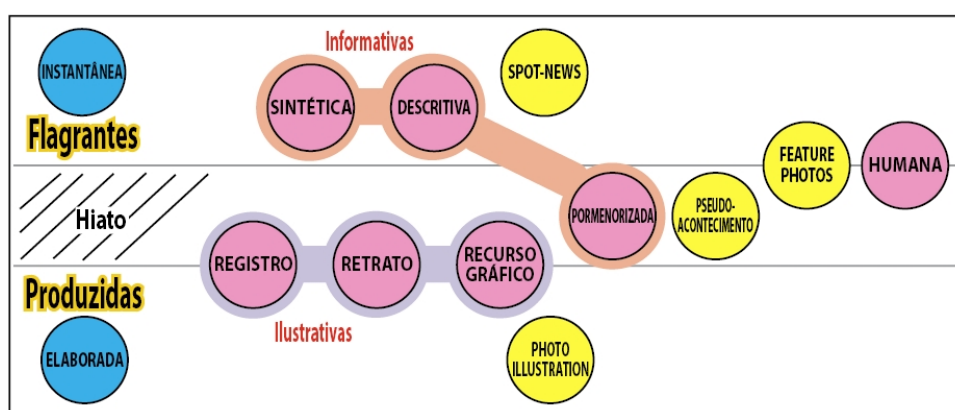 Informativas
INSTANTÂNEA
SPOT-NEWS
SINTÉTICA
DESCRITIVA
Flagrantes
FEATURE
PHOTOS
HUMANA
Hiato
PORMENORIZADA
PSEUDO-
ACONTECIMENTO
REGISTRO
RETRATO
RECURSO
GRÁFICO
Produzidas
Ilustrativas
ELABORADA
PHOTO
ILLUSTRATION